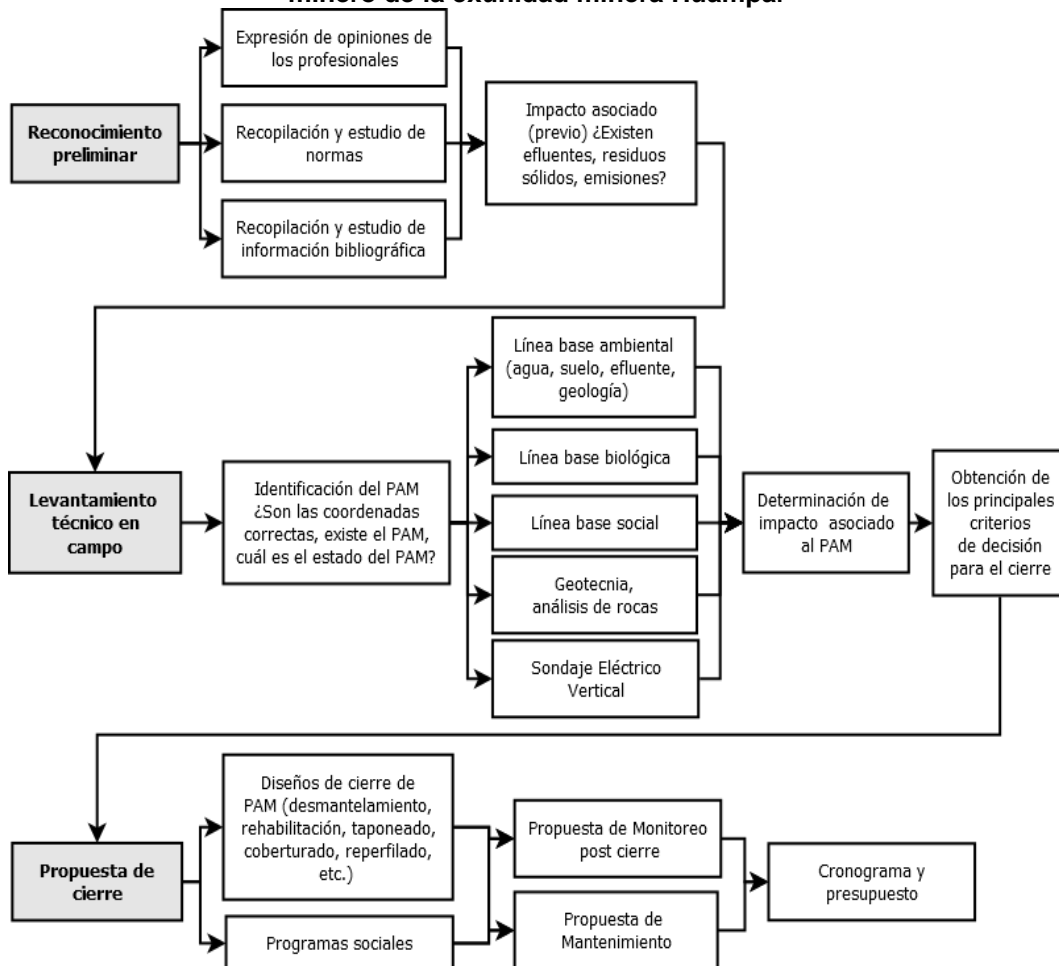 minero de la exunidad minera Huampar
Expresión de opiniones de
los profesionales
Reconocimiento
preliminar
Recopilación y estudio de
normas
Impacto asociado
(previo) ¿Existen
efluentes, residuos
sólidos, emisiones?
Recopilación y estudio de
información bibliográfica
Línea base ambiental
(agua, suelo, efluente,
geología)
Línea base biológica
Levantamiento
técnico en
campo
Identificación del PAM
¿Son las coordenadas
correctas, existe el PAM,
cuál es el estado del PAM?
Línea base social
Determinación de
impacto asociado
al PAM
Obtención de
los principales
criterios
de decisión
para el cierre
Geotecnia,
análisis de rocas
Sondaje Eléctrico
Vertical
Diseños de cierre de
PAM (desmantelamiento,
rehabilitación, taponeado,
coberturado, reperfilado,
etc.)
Propuesta de Monitoreo
post cierre
Propuesta de
cierre
Cronograma y
presupuesto
Programas sociales
Propuesta de
Mantenimiento